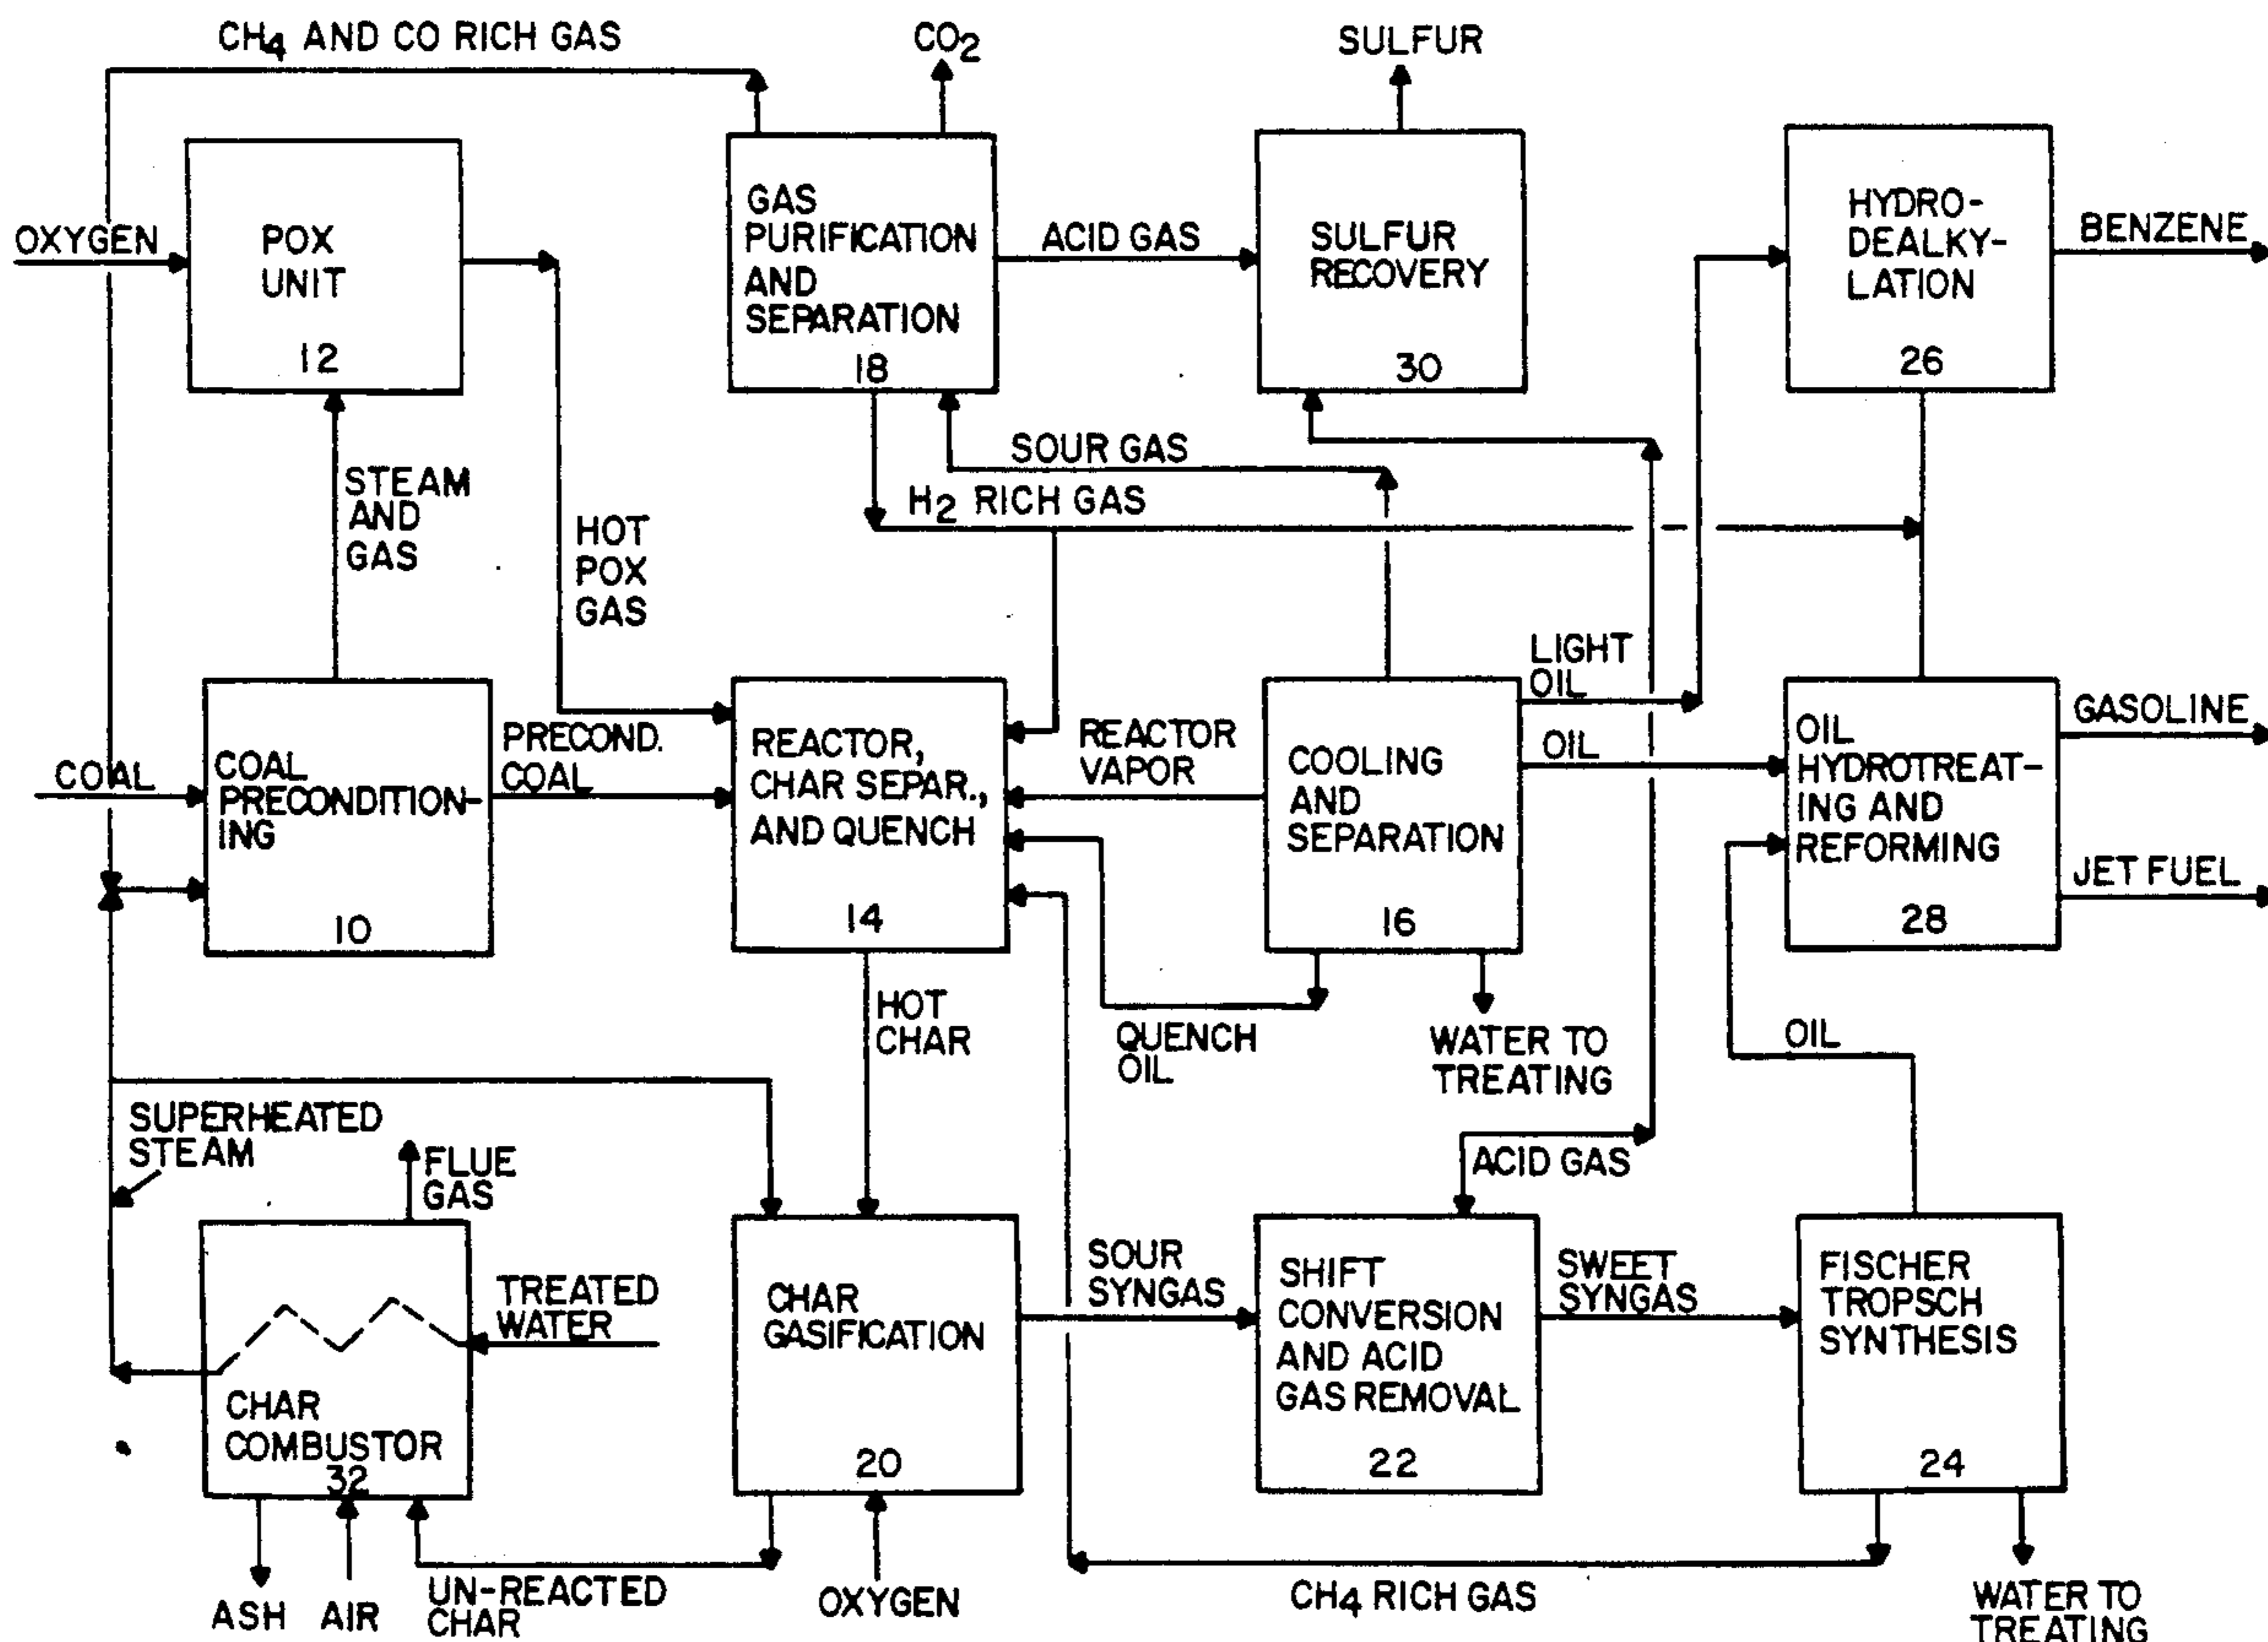 CH4 AND CO RICH GAS
CO2
SULFUR
OXYGEN
POX
UNIT
12
GAS
PURIFICATION
AND
SEPARATION
18
ACID GAS
SULFUR
RECOVERY
30
HYDRO-
DEALKY-
LATION
26
BENZENE
STEAM
AND
GAS
HOT
POX
GAS
SOUR GAS
H2 RICH GAS
COAL
COAL
PRECONDITION-
ING
10
PRECOND.
COAL
REACTOR,
CHAR SEPAR.,
AND QUENCH
14
REACTOR
VAPOR
COOLING
AND
SEPARATION
16
LIGHT
OIL
OIL
OIL
HYDROTREAT-
ING AND
REFORMING
28
GASOLINE
JET FUEL
HOT
CHAR
QUENCH
OIL
WATER TO
TREATING
OIL
SUPERHEATED
STEAM
FLUE
GAS
ACID GAS
TREATED
WATER
CHAR
COMBUSTOR
32
CHAR
GASIFICATION
20
SOUR
SYNGAS
SHIFT
CONVERSION
AND ACID
GAS REMOVAL
22
SWEET
SYNGAS
FISCHER
TROPSCH
SYNTHESIS
24
ASH
AIR
UN-REACTED
CHAR
OXYGEN
CH4 RICH GAS
WATER TO
TREATING